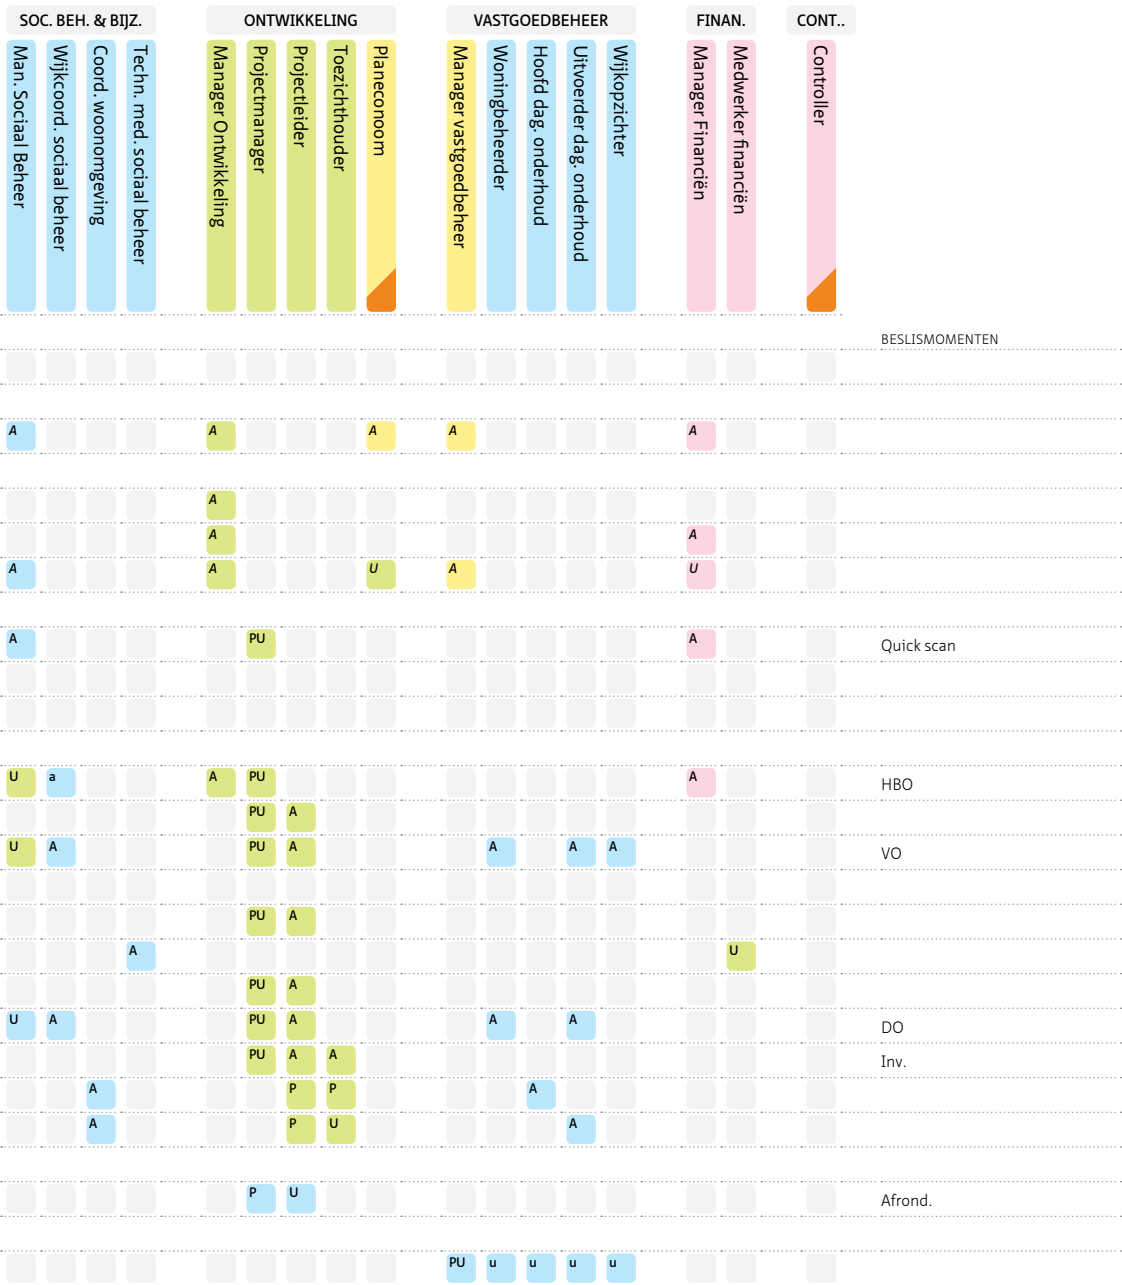 SOC. BEH. & BIJZ. ONTWIKKELING VASTGOEDBEHEER FINAN. CONT..
Man. Sociaal Beheer
Wijkcoord. sociaal beheer
Coord. woonomgeving
Techn. med. sociaal beheer
Manager Ontwikkeling
Projectmanager
Projectleider
Toezichthouder
Planeconoom
Manager vastgoedbeheer
Woningbeheerder
Hoofd dag. onderhoud
Uitvoerder dag. onderhoud
Wijkopzichter
Manager Financiën
Medwerker financiën
Controller
BESLISMOMENTEN
A A A A A
A
A A
A A U A U
A PU A Quick scan
U a A PU A HBO
PU A
U A PU A A A A VO
PU A
A U
PU A
U A PU A A A DO
PU A A Inv.
A P P A
A P U A
P U Afrond.
PU u u u u